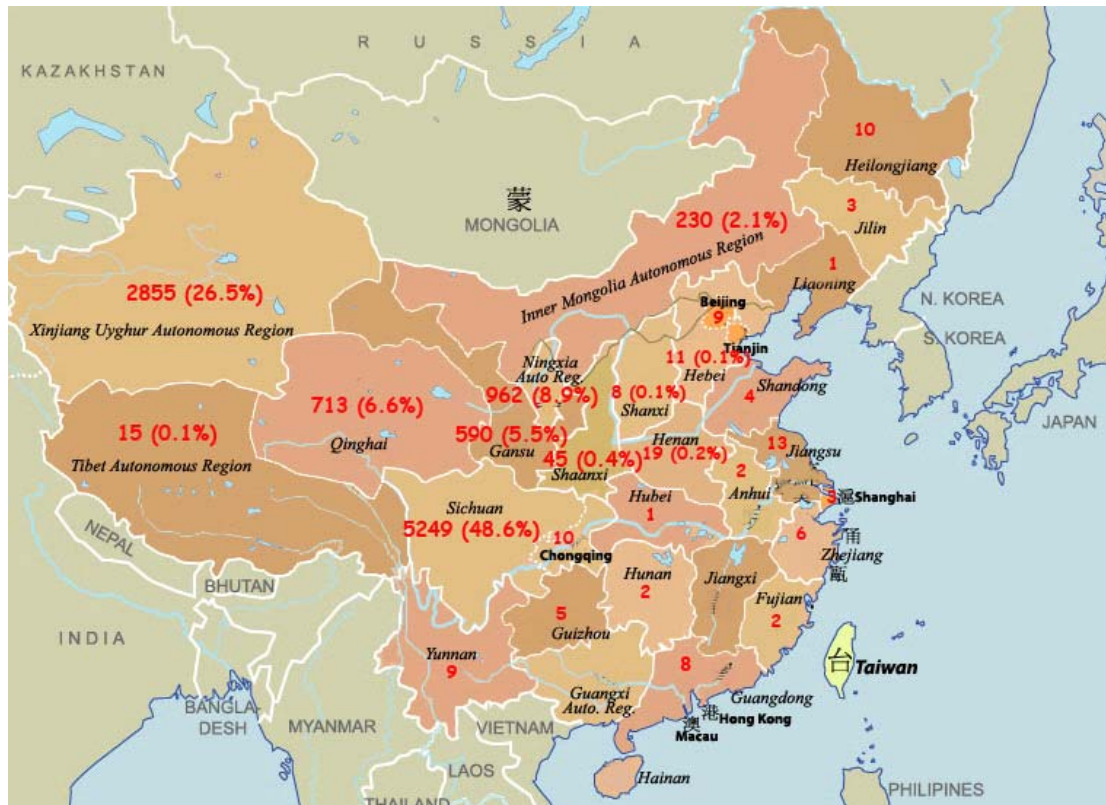 R U S S I A
KAZAKHSTAN
10
Heilongjiang
蒙
MONGOLIA
230 (2.1%)
3
Jilin
Inner Mongolia Autonomous Region
1
Liaoning
2855 (26.5%)
Xinjiang Uyghur Autonomous Region
Beijing
9
N. KOREA
S. KOREA
Tianjin
Ningxia
Auto Reg.
11 (0.1%)
Hebei
962 (8.9%)
8 (0.1%)
Shanxi
Shandong
4
713 (6.6%)
Qinghai
JAPAN
15 (0.1%)
Tibet Autonomous Region
590 (5.5%)
Gansu
Henan
19 (0.2%)
13
Jiangsu
45 (0.4%)
Shaanxi
2
Anhui
Sichuan
5249 (48.6%)
Hubei
1
3
滬
Shanghai
10
Chongqing
6
Zhejiang
甬
甌
NEPAL
BHUTAN
Hunan
2
Jiangxi
Fujian
2
INDIA
5
Guizhou
Yunnan
9
台
Taiwan
8
Guangdong
Guangxi
Auto. Reg.
港
Hong Kong
澳
Macau
BANGLA-
DESH
MYANMAR
VIETNAM
LAOS
Hainan
THAILAND
PHILIPINES